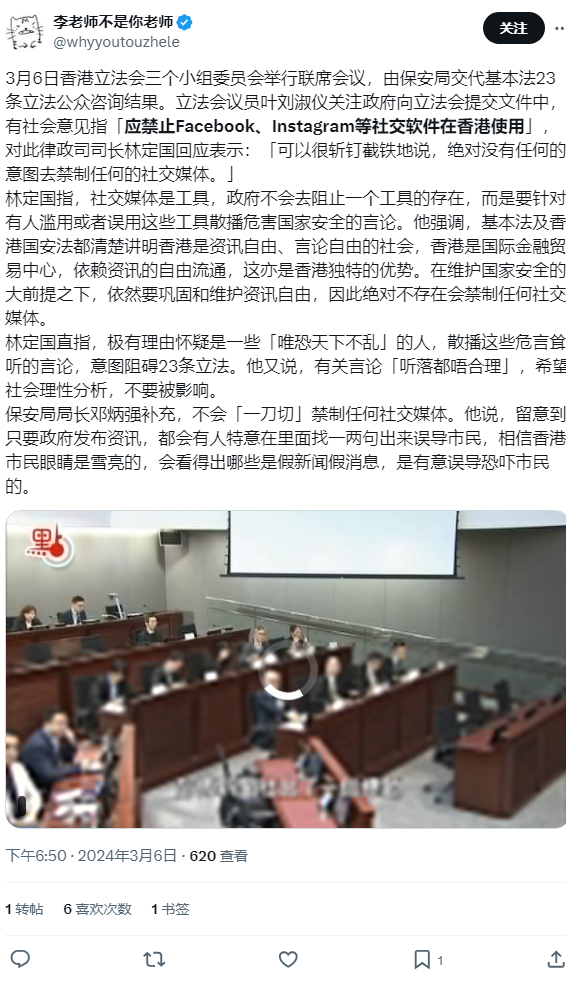 李老师不是你老师
@whyyoutouzhele
关注
3月6日香港立法会三个小组委员会举行联席会议，由保安局交代基本法23
条立法公众咨询结果。立法会议员叶刘淑仪关注政府向立法会提交文件中，
有社会意见指「应禁止Facebook、Instagram等社交软件在香港使用」，
对此律政司司长林定国回应表示：「可以很斩钉截铁地说，绝对没有任何的
意图去禁制任何的社交媒体。」
林定国指，社交媒体是工具，政府不会去阻止一个工具的存在，而是要针对
有人滥用或者误用这些工具散播危害国家安全的言论。他强调，基本法及香
港国安法都清楚讲明香港是资讯自由、言论自由的社会，香港是国际金融贸
易中心，依赖资讯的自由流通，这亦是香港独特的优势。在维护国家安全的
大前提之下，依然要巩固和维护资讯自由，因此绝对不存在会禁制任何社交
媒体。
林定国直指，极有理由怀疑是一些「唯恐天下不乱」的人，散播这些危言耸
听的言论，意图阻碍23条立法。他又说，有关言论「听落都唔合理」，希望
社会理性分析，不要被影响。
保安局局长邓炳强补充，不会「一刀切」禁制任何社交媒体。他说，留意到
只要政府发布资讯，都会有人特意在里面找一两句出来误导市民，相信香港
市民眼睛是雪亮的，会看得出哪些是假新闻假消息，是有意误导恐吓市民
的。
點
下午6:50 · 2024年3月6日 · 620 查看
1 转帖 6 喜欢次数 1 书签
1